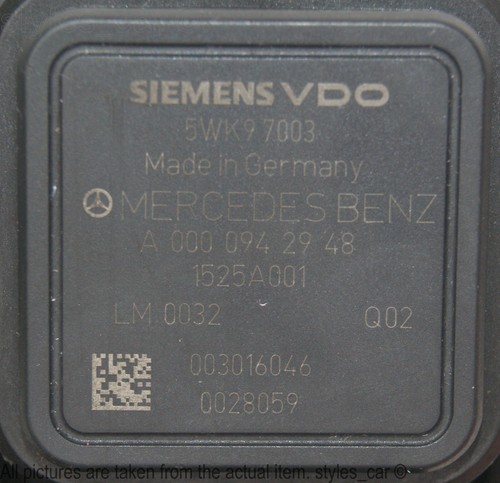 SIEMENS VDO
5WK9 7003
Made in Germany
MERCEDES BENZ
A 000 094 29 48
1525A001
LM.0032 Q02
003016046
0028059
All pictures are taken from the actual item. styles_car ©